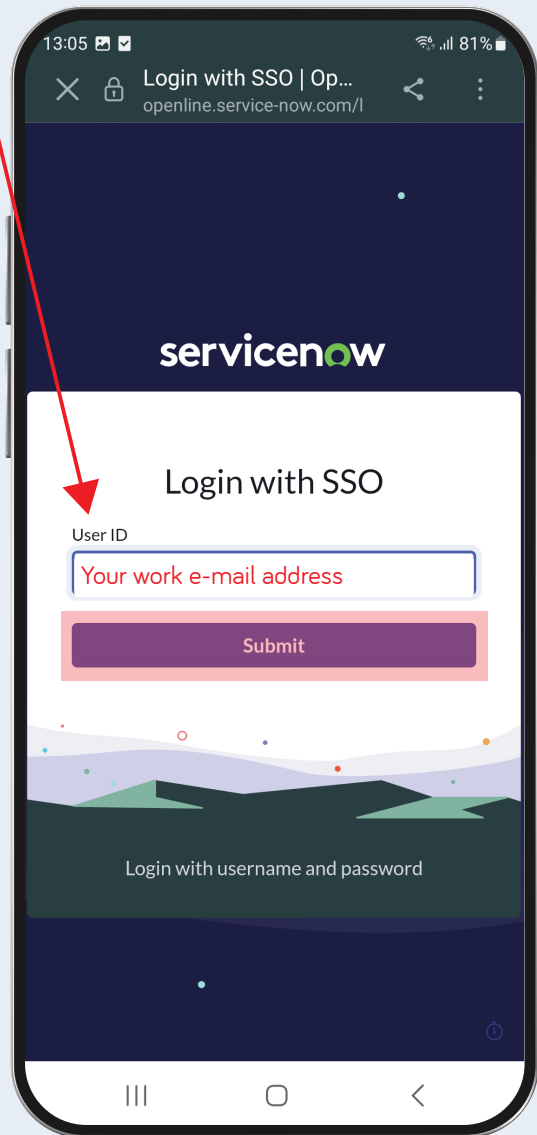 13:05 81%
Login with SSO | Op...
openline.service-now.com/l
servicenow
Login with SSO
User ID
Your work e-mail address
Submit
Login with username and password